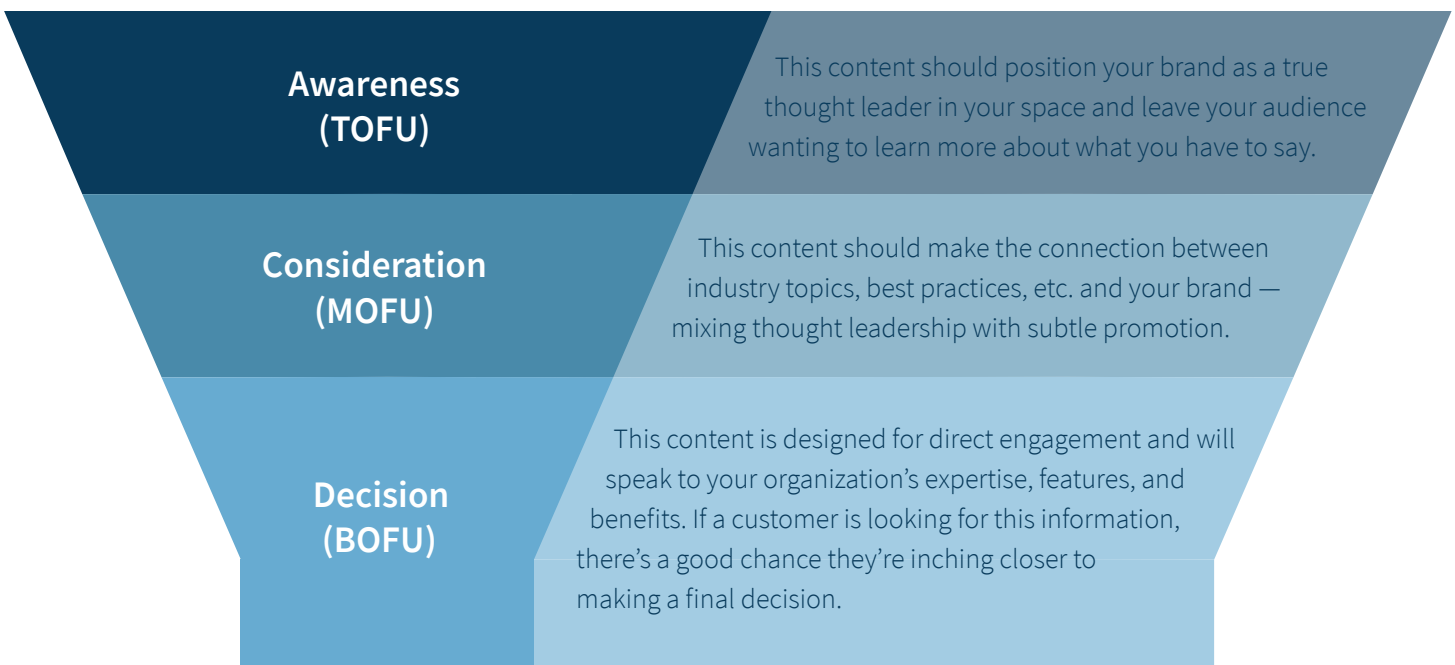 Awareness
(TOFU)
This content should position your brand as a true
thought leader in your space and leave your audience
wanting to learn more about what you have to say.
Consideration
(MOFU)
This content should make the connection between
industry topics, best practices, etc. and your brand —
mixing thought leadership with subtle promotion.
Decision
(BOFU)
This content is designed for direct engagement and will
speak to your organization’s expertise, features, and
benefits. If a customer is looking for this information,
there’s a good chance they’re inching closer to
making a final decision.